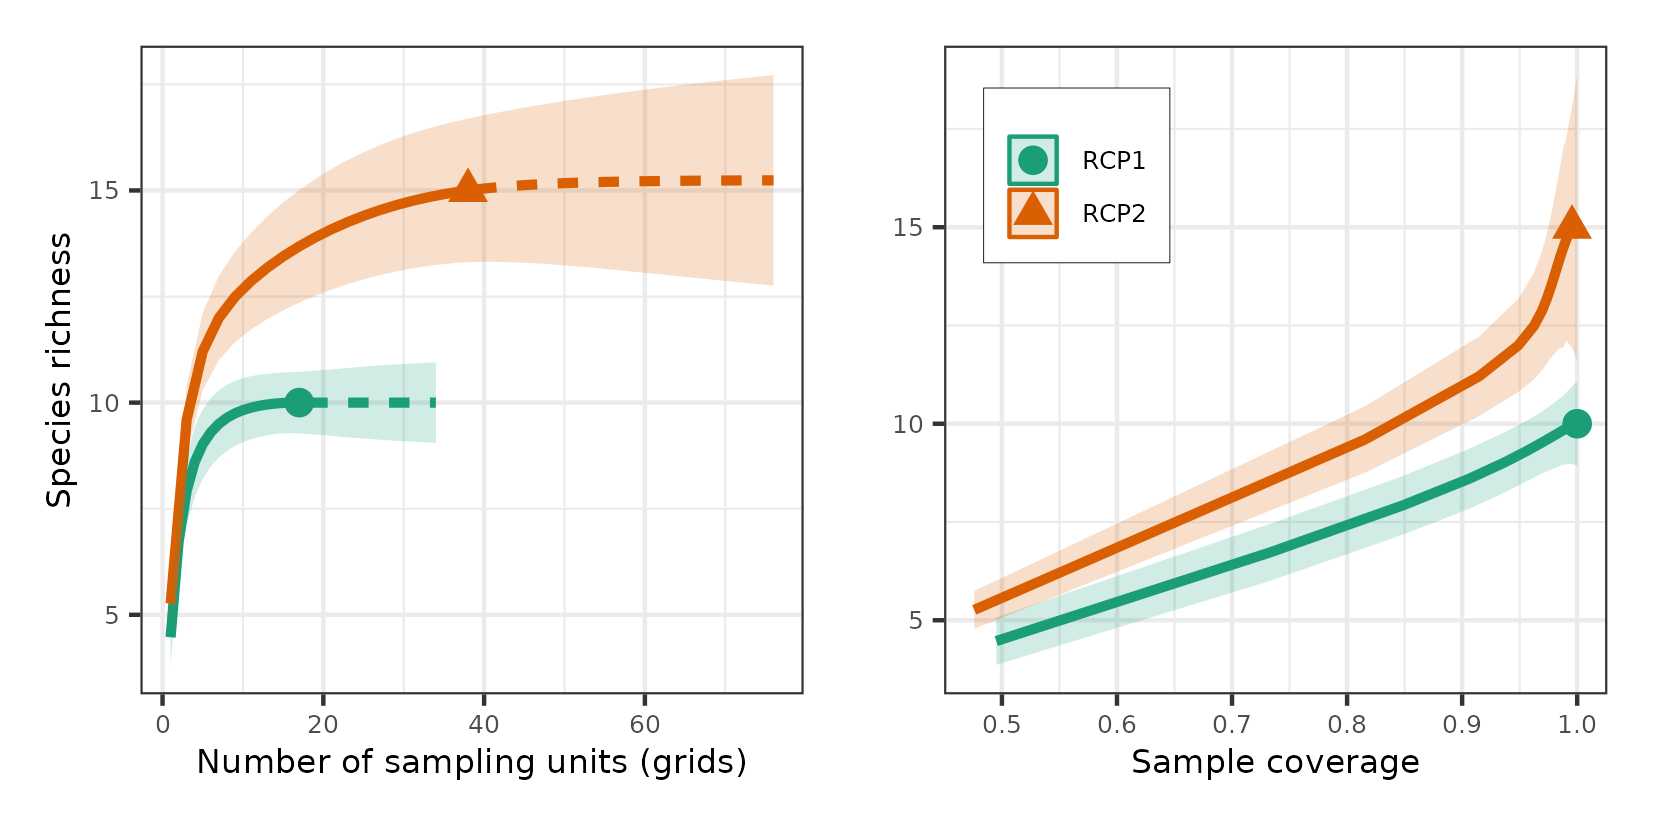 Species richness
15
10
5
0 20 40 60
Number of sampling units (grids)
RCP1
RCP2
15
10
5
0.5 0.6 0.7 0.8 0.9 1.0
Sample coverage